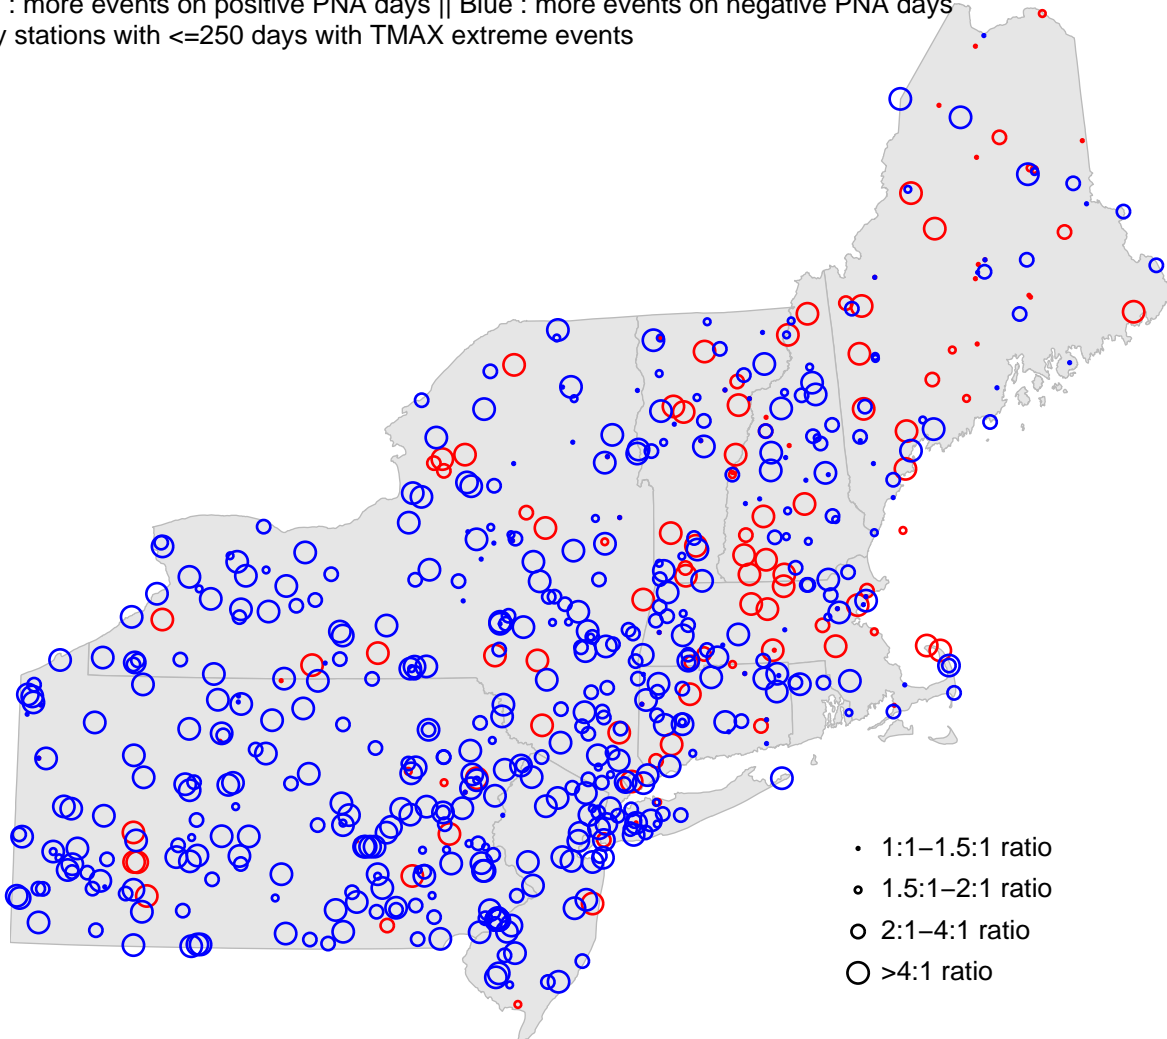 : more events on positive PNA days || Blue : more events on negative PNA days
stations with <=250 days with TMAX extreme events
1:1–1.5:1 ratio
1.5:1–2:1 ratio
2:1–4:1 ratio
>4:1 ratio